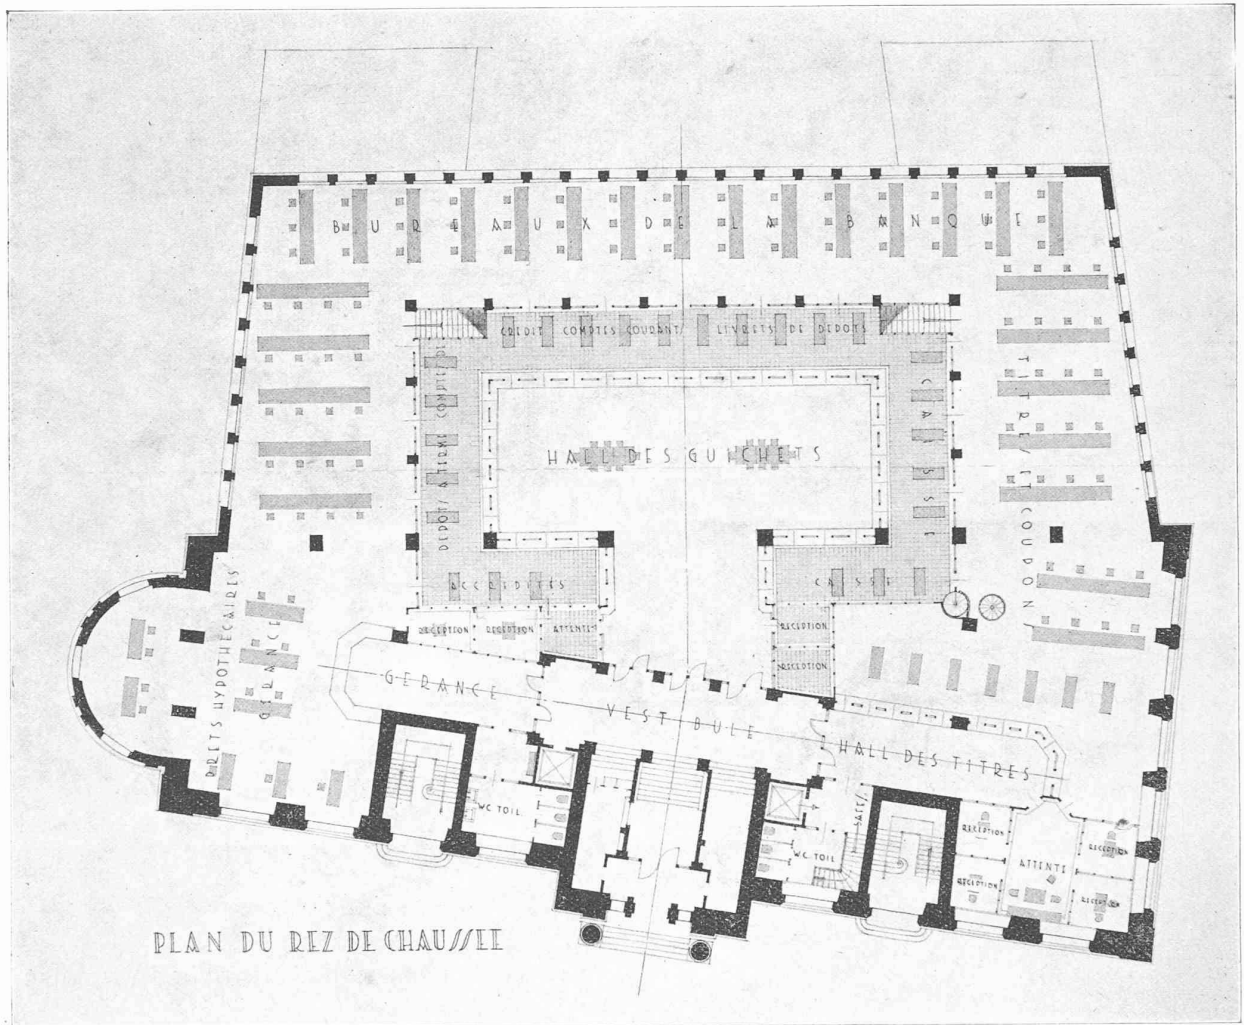 BUREAUX DE LA BANQUE
CREDIT COMPTES COURANTS LIVRETS DE DEPOTS
DEPOTS A TERME
CAISSE
TITRES ET COUPONS
HALL DES GUICHETS
ACCREDITES
CAISSE
RECEPTION
RECEPTION
ATTENTE
RECEPTION
RECEPTION
PRETS HYPOTHECAIRES
GERANCE
GERANCE
VESTIBULE
HALL DES TITRES
WC TOIL.
WC TOIL
SAFES
RECEPTION
RECEPTION
ATTENTE
RECEPTION
RECEPTION
PLAN DU REZ DE CHAUSSEE